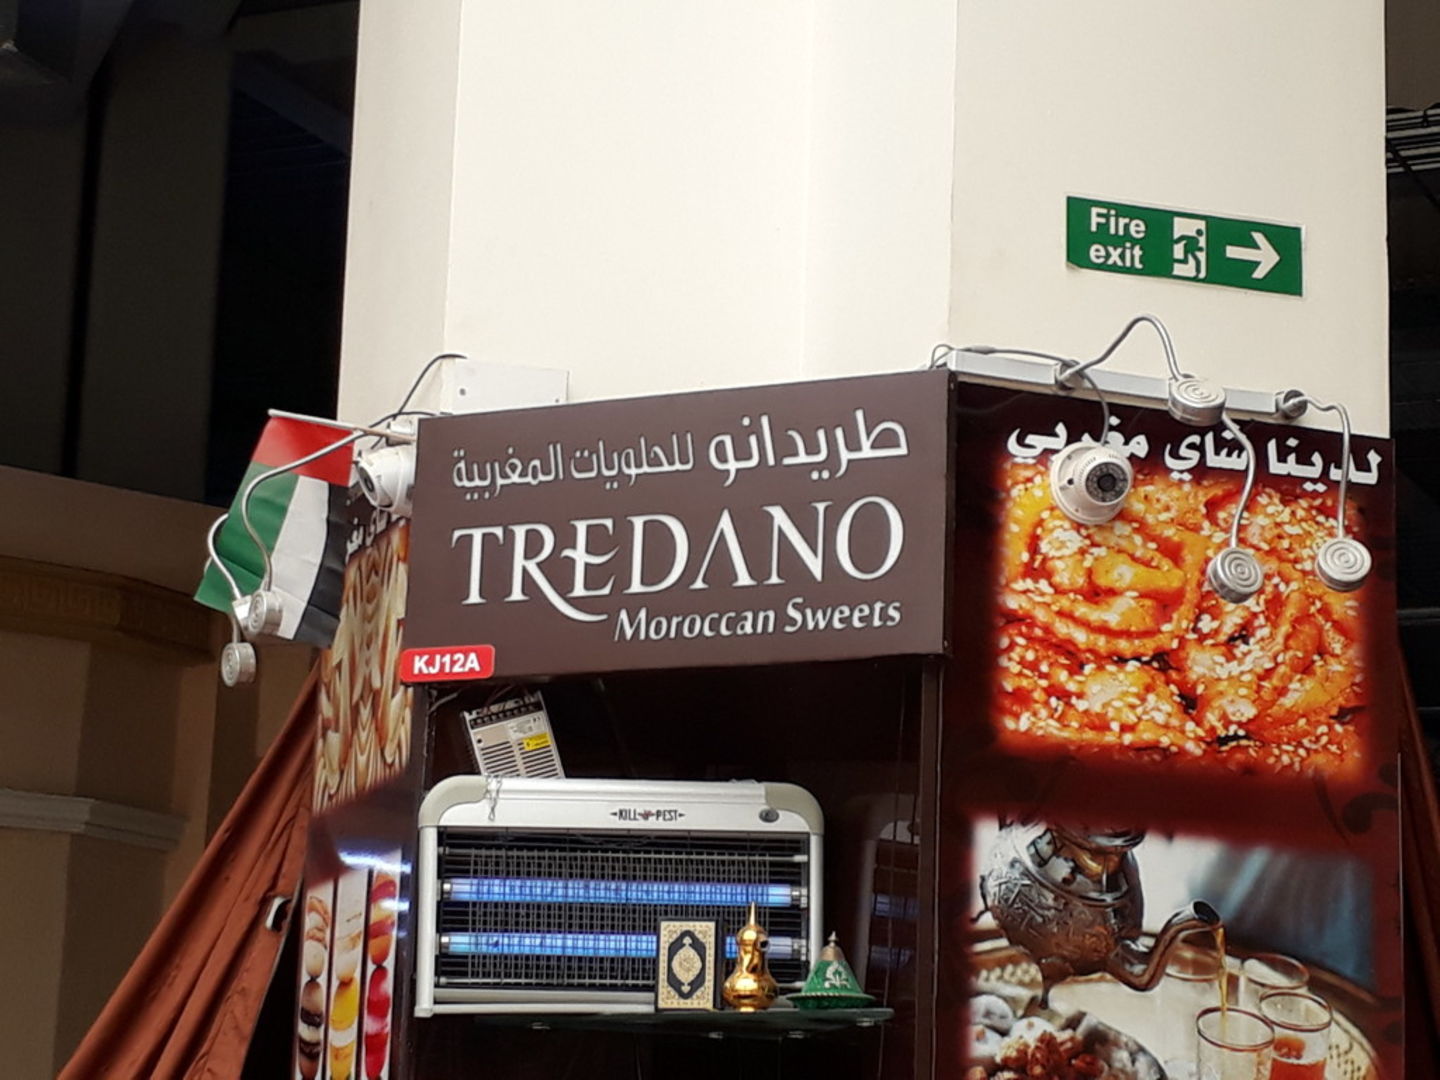 Fire
exit
طريدانو للحلويات المغربية
TREDANO
Moroccan Sweets
KJ12A
لدينا شاي مغربي
KILL PEST